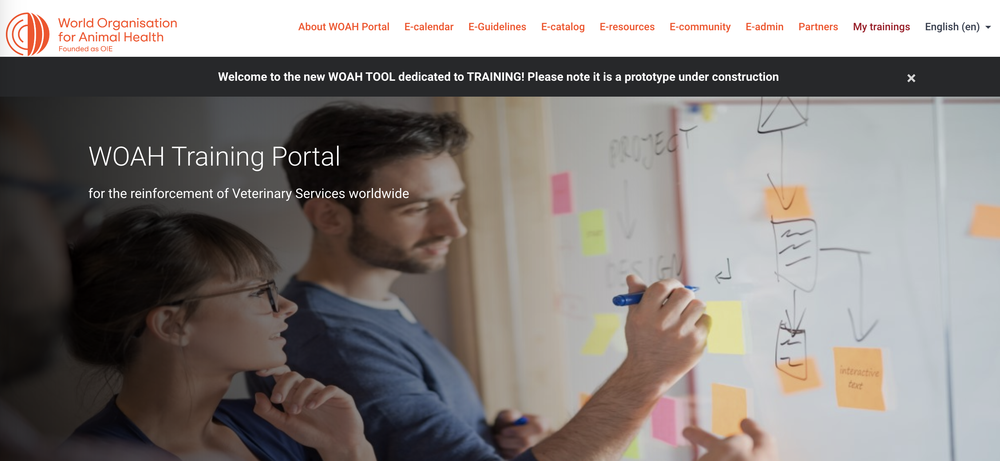 World Organisation
for Animal Health
Founded as OIE
About WOAH Portal E-calendar E-Guidelines E-catalog E-resources E-community E-admin Partners My trainings English (en)
Welcome to the new WOAH TOOL dedicated to TRAINING! Please note it is a prototype under construction
WOAH Training Portal
for the reinforcement of Veterinary Services worldwide
PROJECT
DESIGN
interactive
text